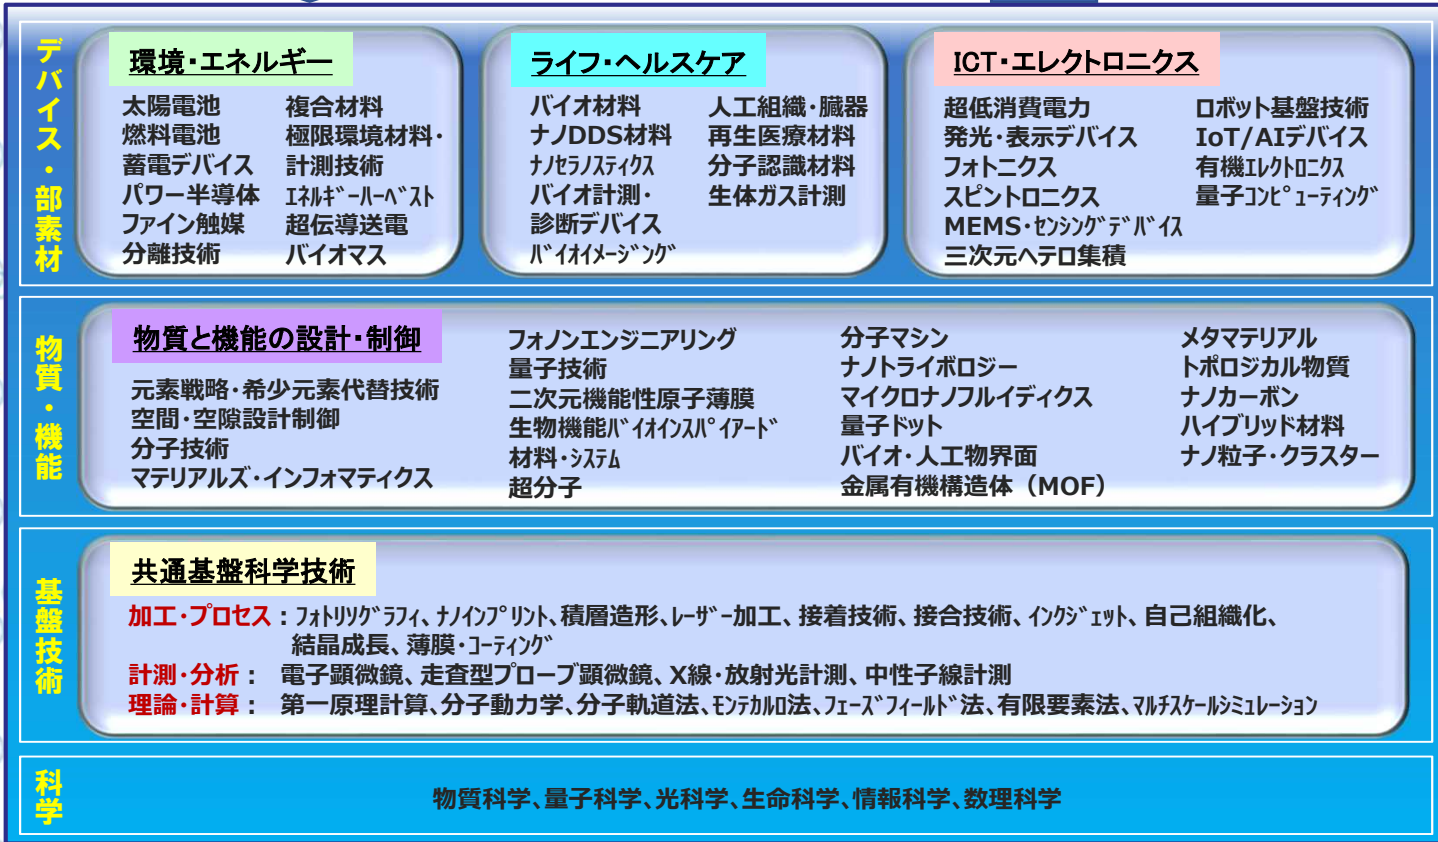 デバイス・部素材
環境・エネルギー
太陽電池
燃料電池
蓄電デバイス
パワー半導体
ファイン触媒
分離技術
複合材料
極限環境材料・
計測技術
ｴﾈﾙｷﾞｰﾊｰﾍﾞｽﾄ
超伝導送電
バイオマス
ライフ・ヘルスケア
バイオ材料
ナノDDS材料
ﾅﾉｾﾗﾉｽﾃｨｸｽ
バイオ計測・
診断デバイス
ﾊﾞｲｵｲﾒｰｼﾞﾝｸﾞ
人工組織・臓器
再生医療材料
分子認識材料
生体ガス計測
ICT・エレクトロニクス
超低消費電力
発光・表示デバイス
フォトニクス
スピントロニクス
MEMS・ｾﾝｼﾝｸﾞﾃﾞﾊﾞｲｽ
三次元ヘテロ集積
ロボット基盤技術
IoT/AIデバイス
有機ｴﾚｸﾄﾛﾆｸｽ
量子ｺﾝﾋﾟｭｰﾃｨﾝｸﾞ
物質・機能
物質と機能の設計・制御
元素戦略・希少元素代替技術
空間・空隙設計制御
分子技術
マテリアルズ・インフォマティクス
フォノンエンジニアリング
量子技術
二次元機能性原子薄膜
生物機能ﾊﾞｲｵｲﾝｽﾊﾟｲｱｰﾄﾞ
材料・ｼｽﾃﾑ
超分子
分子マシン
ナノトライボロジー
マイクロナノフルイディクス
量子ドット
バイオ・人工物界面
金属有機構造体（MOF）
メタマテリアル
トポロジカル物質
ナノカーボン
ハイブリッド材料
ナノ粒子・クラスター
基盤技術
共通基盤科学技術
加工・プロセス：ﾌｫﾄﾘｿｸﾞﾗﾌｨ、ﾅﾉｲﾝﾌﾟﾘﾝﾄ、積層造形、ﾚｰｻﾞｰ加工、接着技術、接合技術、ｲﾝｸｼﾞｪｯﾄ、自己組織化、
結晶成長、薄膜・ｺｰﾃｨﾝｸﾞ
計測・分析： 電子顕微鏡、走査型プローブ顕微鏡、X線・放射光計測、中性子線計測
理論・計算： 第一原理計算、分子動力学、分子軌道法、ﾓﾝﾃｶﾙﾛ法、ﾌｪｰｽﾞﾌｨｰﾙﾄﾞ法、有限要素法、ﾏﾙﾁｽｹｰﾙｼﾐｭﾚｰｼｮﾝ
科学
物質科学、量子科学、光科学、生命科学、情報科学、数理科学